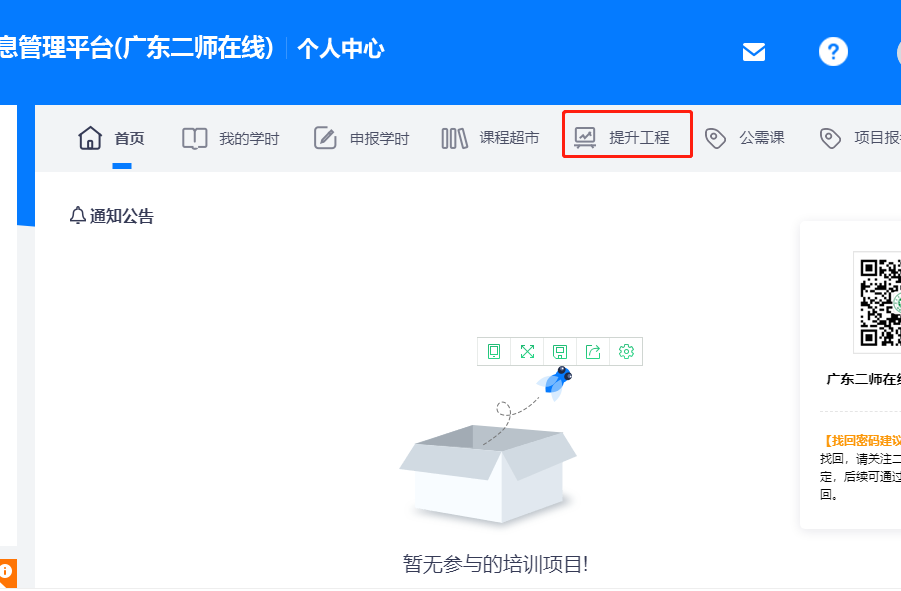 息管理平台(广东二师在线) 个人中心
首页 我的学时 申报学时 课程超市 提升工程 公需课 项目报
通知公告
广东二师在线
【找回密码建议
找回，请关注二
定，后续可通过
回。
暂无参与的培训项目!